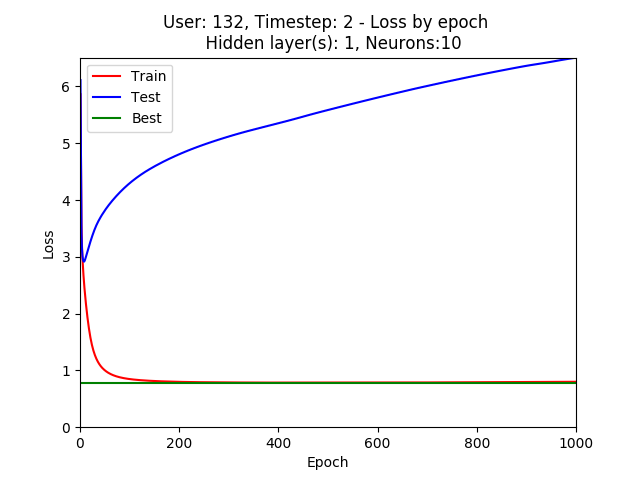 User: 132, Timestep: 2 - Loss by epoch
Hidden layer(s): 1, Neurons:10
Train
Test
Best
6
5
4
3
2
1
0
Loss
0 200 400 600 800 1000
Epoch